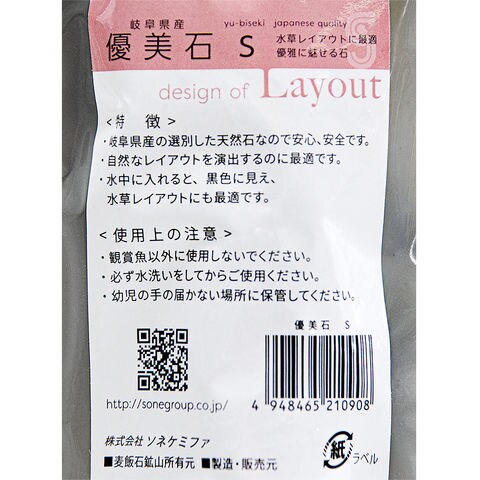 岐阜県産
yu-biseki japanese quality
優美石 S
水草レイアウトに最適
優雅に魅せる石
S
design of Layout
<特 徴>
・岐阜県産の選別した天然石なので安心、安全です。
・自然なレイアウトを演出するのに最適です。
・水中に入れると、黒色に見え、
水草レイアウトにも最適です。
<使用上の注意>
・観賞魚以外に使用しないでください。
・必ず水洗いをしてからご使用ください。
・幼児の手の届かない場所に保管してください。
優美石 S
4 948465 210908
http://sonegroup.co.jp/
株式会社 ソネケミファ
■麦飯石鉱山所有元 ■製造・販売元
紙 ラベル